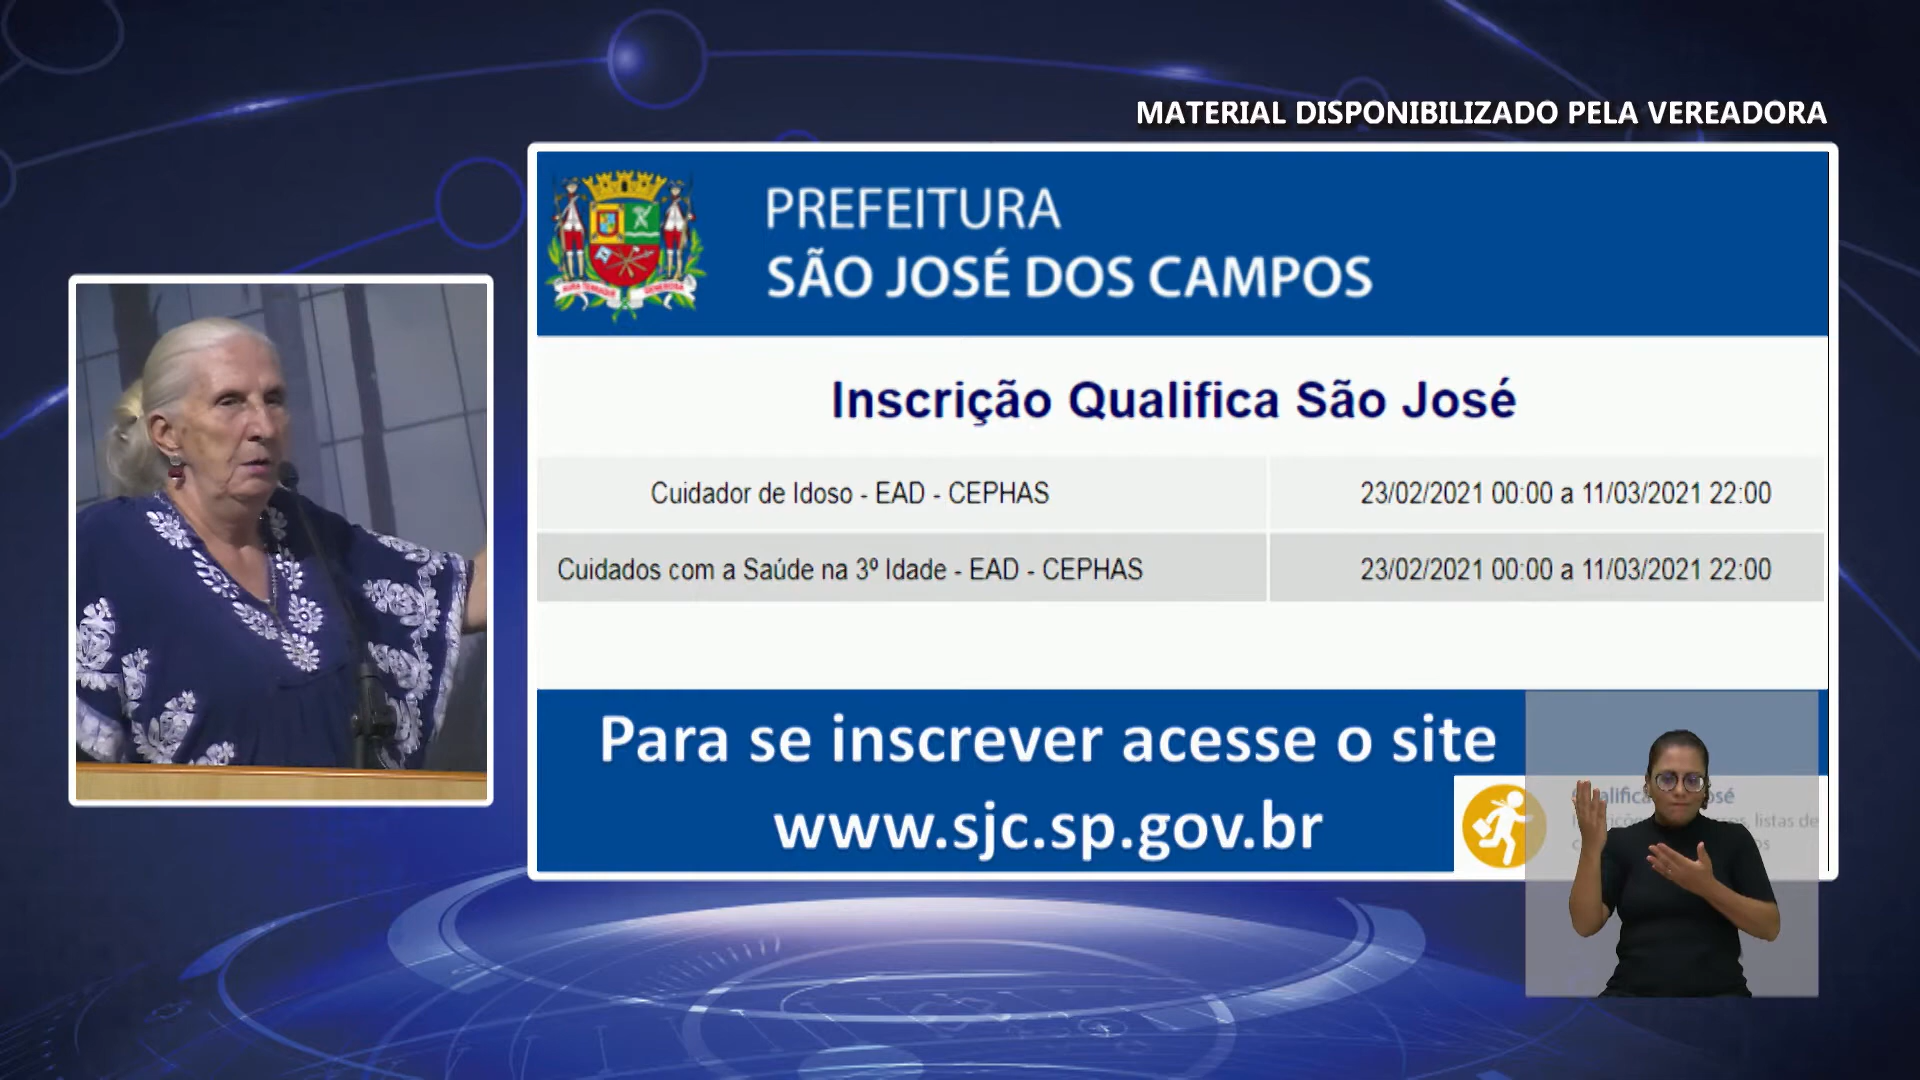 MATERIAL DISPONIBILIZADO PELA VEREADORA
PREFEITURA
SÃO JOSÉ DOS CAMPOS
Inscrição Qualifica São José
Cuidador de Idoso - EAD - CEPHAS 23/02/2021 00:00 a 11/03/2021 22:00
Cuidados com a Saúde na 3º Idade - EAD - CEPHAS 23/02/2021 00:00 a 11/03/2021 22:00
Para se inscrever acesse o site
www.sjc.sp.gov.br
listas de